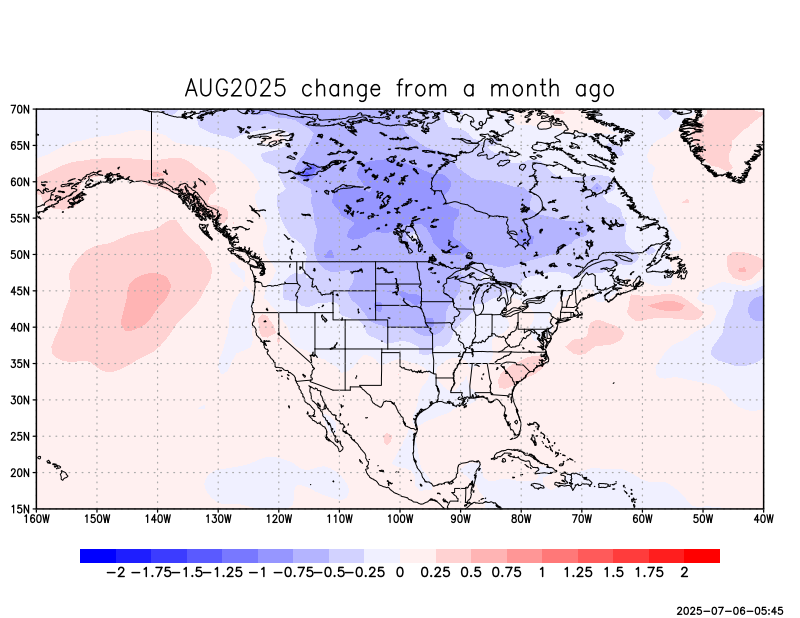 AUG2025 change from a month ago
70N
65N
60N
55N
50N
45N
40N
35N
30N
25N
20N
15N
160W 150W 140W 130W 120W 110W 100W 90W 80W 70W 60W 50W 40W
-2 -1.75 -1.5 -1.25 -1 -0.75 -0.5 -0.25 0 0.25 0.5 0.75 1 1.25 1.5 1.75 2
2025-07-06-05:45